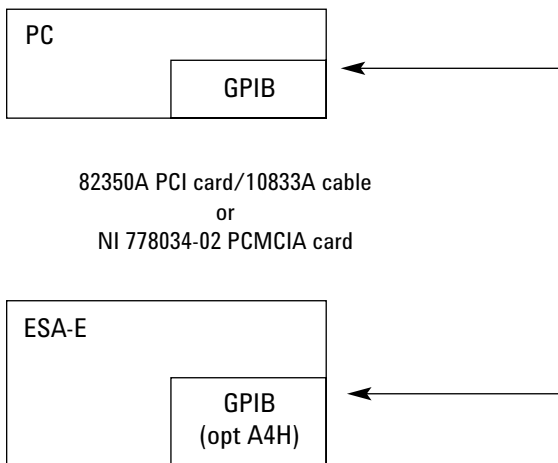 PC
GPIB
82350A PCI card/10833A cable
or
NI 778034-02 PCMCIA card
ESA-E
GPIB
(opt A4H)